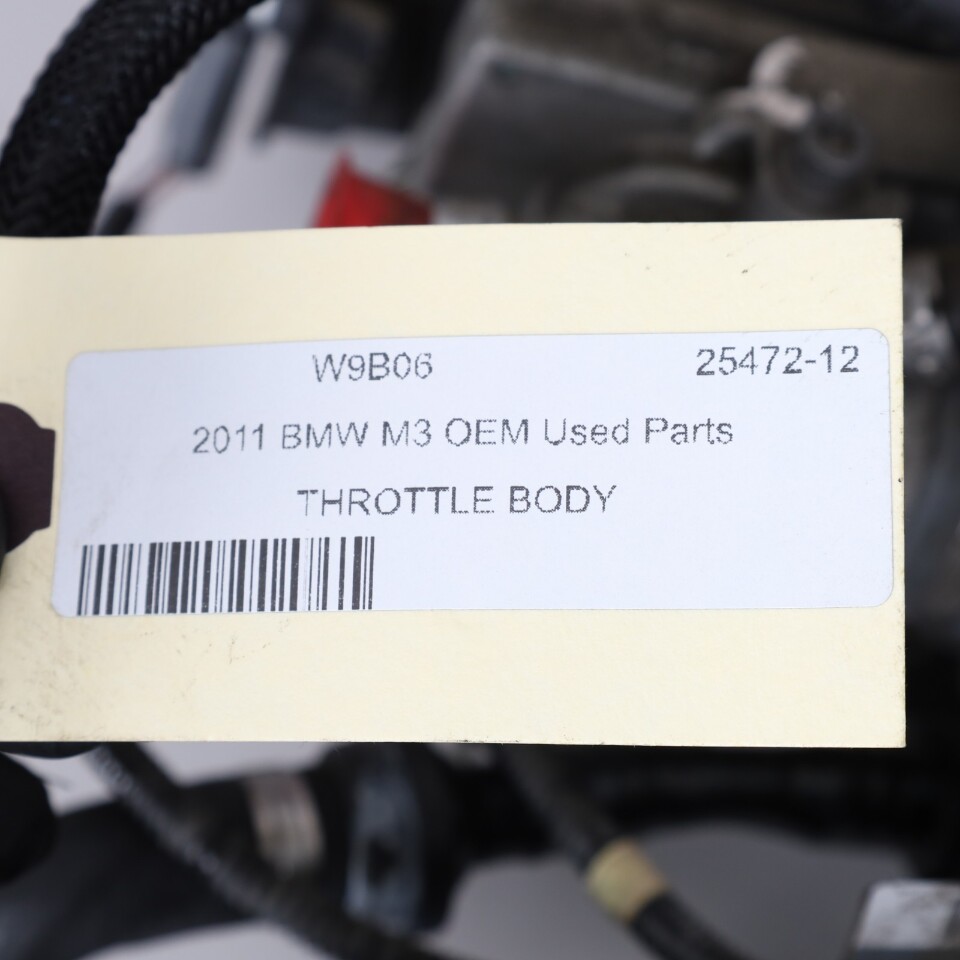 W9B06 25472-12
2011 BMW M3 OEM Used Parts
THROTTLE BODY